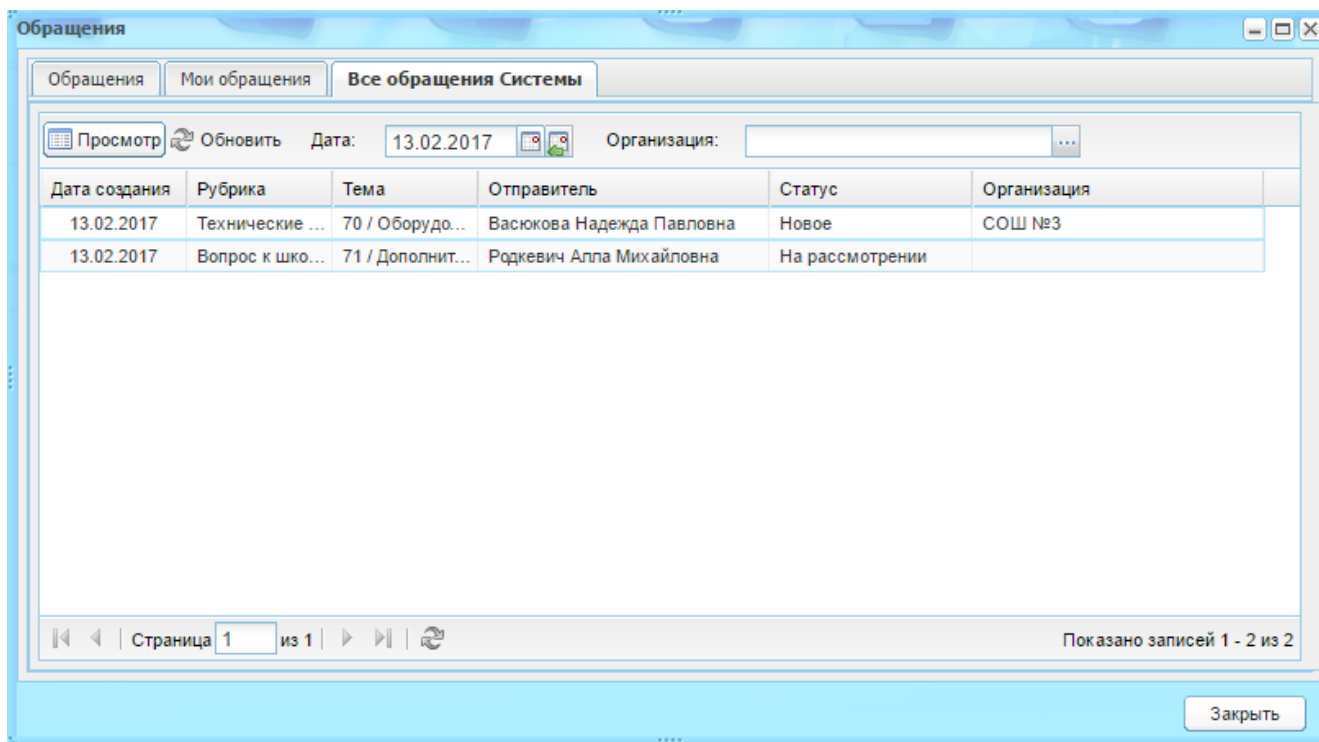 Обращения
Обращения Мои обращения Все обращения Системы
Просмотр Обновить Дата: 13.02.2017 Организация: ...
Дата создания Рубрика Тема Отправитель Статус Организация
13.02.2017 Технические ... 70 / Оборудо... Васюкова Надежда Павловна Новое СОШ №3
13.02.2017 Вопрос к шко... 71 / Дополнит... Родкевич Алла Михайловна На рассмотрении
Страница 1 из 1 Показано записей 1 - 2 из 2
Закрыть